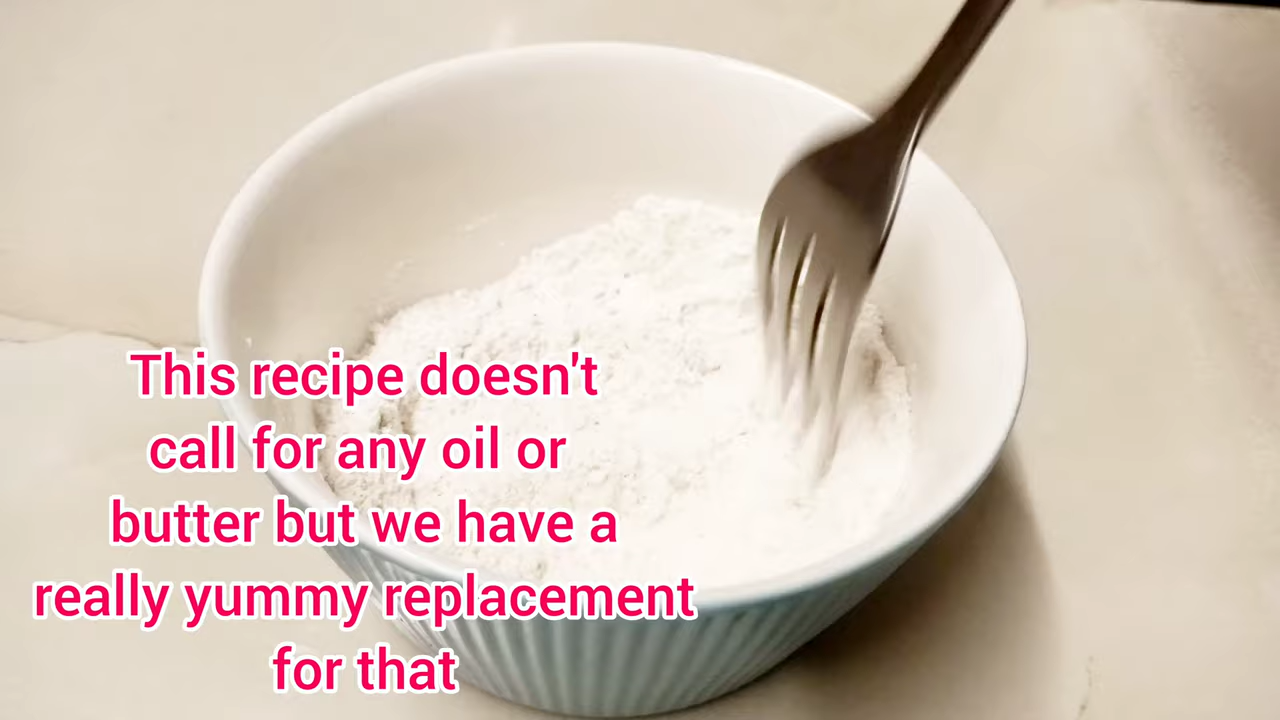 This recipe doesn't
call for any oil or
butter but we have a
really yummy replacement
for that